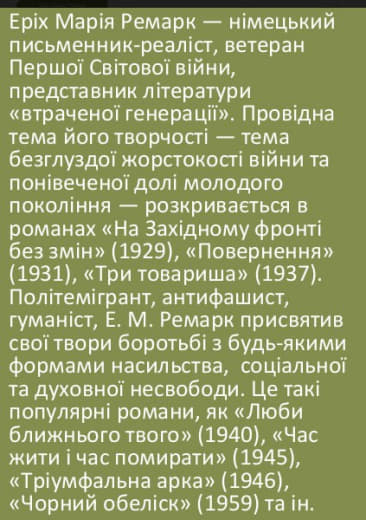 Еріх Марія Ремарк — німецький
письменник-реаліст, ветеран
Першої Світової війни,
представник літератури
«втраченої генерації». Провідна
тема його творчості — тема
безглуздої жорстокості війни та
понівеченої долі молодого
покоління — розкривається в
романах «На Західному фронті
без змін» (1929), «Повернення»
(1931), «Три товариша» (1937).
Політемігрант, антифашист,
гуманіст, Е. М. Ремарк присвятив
свої твори боротьбі з будь-якими
формами насильства, соціальної
та духовної несвободи. Це такі
популярні романи, як «Люби
ближнього твого» (1940), «Час
жити і час помирати» (1945),
«Тріумфальна арка» (1946),
«Чорний обеліск» (1959) та ін.